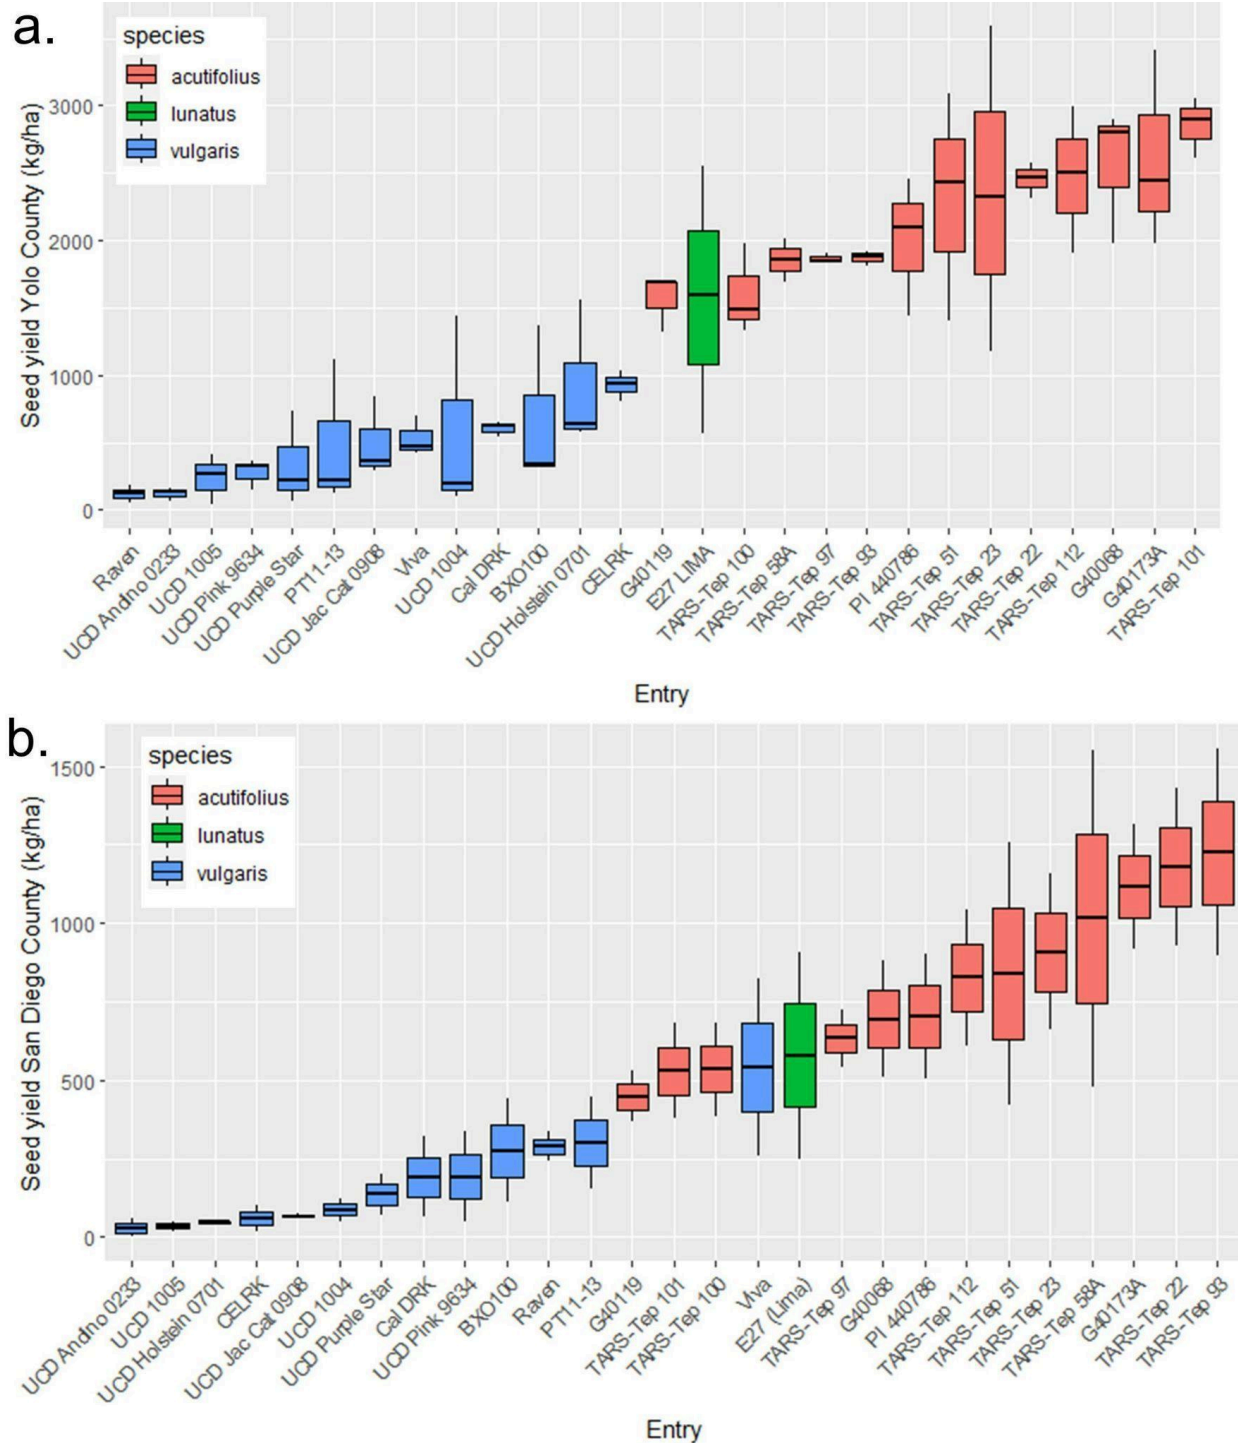 a.
species
acutifolius
lunatus
vulgaris
Seed yield Yolo County (kg/ha)
3000
2000
1000
0
Raven
UCD Andino 0233
UCD 1005
UCD Pink 9634
UCD Purple Star
PT11-13
UCD Jac Cat 0908
Viva
UCD 1004
Cal DRK
BXO100
UCD Holstein 0701
CELRK
G40119
E27 LIMA
TARS-Tep 100
TARS-Tep 58A
TARS-Tep 97
TARS-Tep 93
PI 440786
TARS-Tep 51
TARS-Tep 23
TARS-Tep 22
TARS-Tep 112
G40068
G40173A
TARS-Tep 101
Entry
b.
species
acutifolius
lunatus
vulgaris
Seed yield San Diego County (kg/ha)
1500
1000
500
0
UCD Andino 0233
UCD 1005
UCD Holstein 0701
CELRK
UCD Jac Cat 0908
UCD 1004
UCD Purple Star
Cal DRK
UCD Pink 9634
BXO100
Raven
PT11-13
G40119
TARS-Tep 101
TARS-Tep 100
Viva
E27 (Lima)
TARS-Tep 97
G40068
PI 440786
TARS-Tep 112
TARS-Tep 51
TARS-Tep 23
TARS-Tep 58A
G40173A
TARS-Tep 22
TARS-Tep 93
Entry